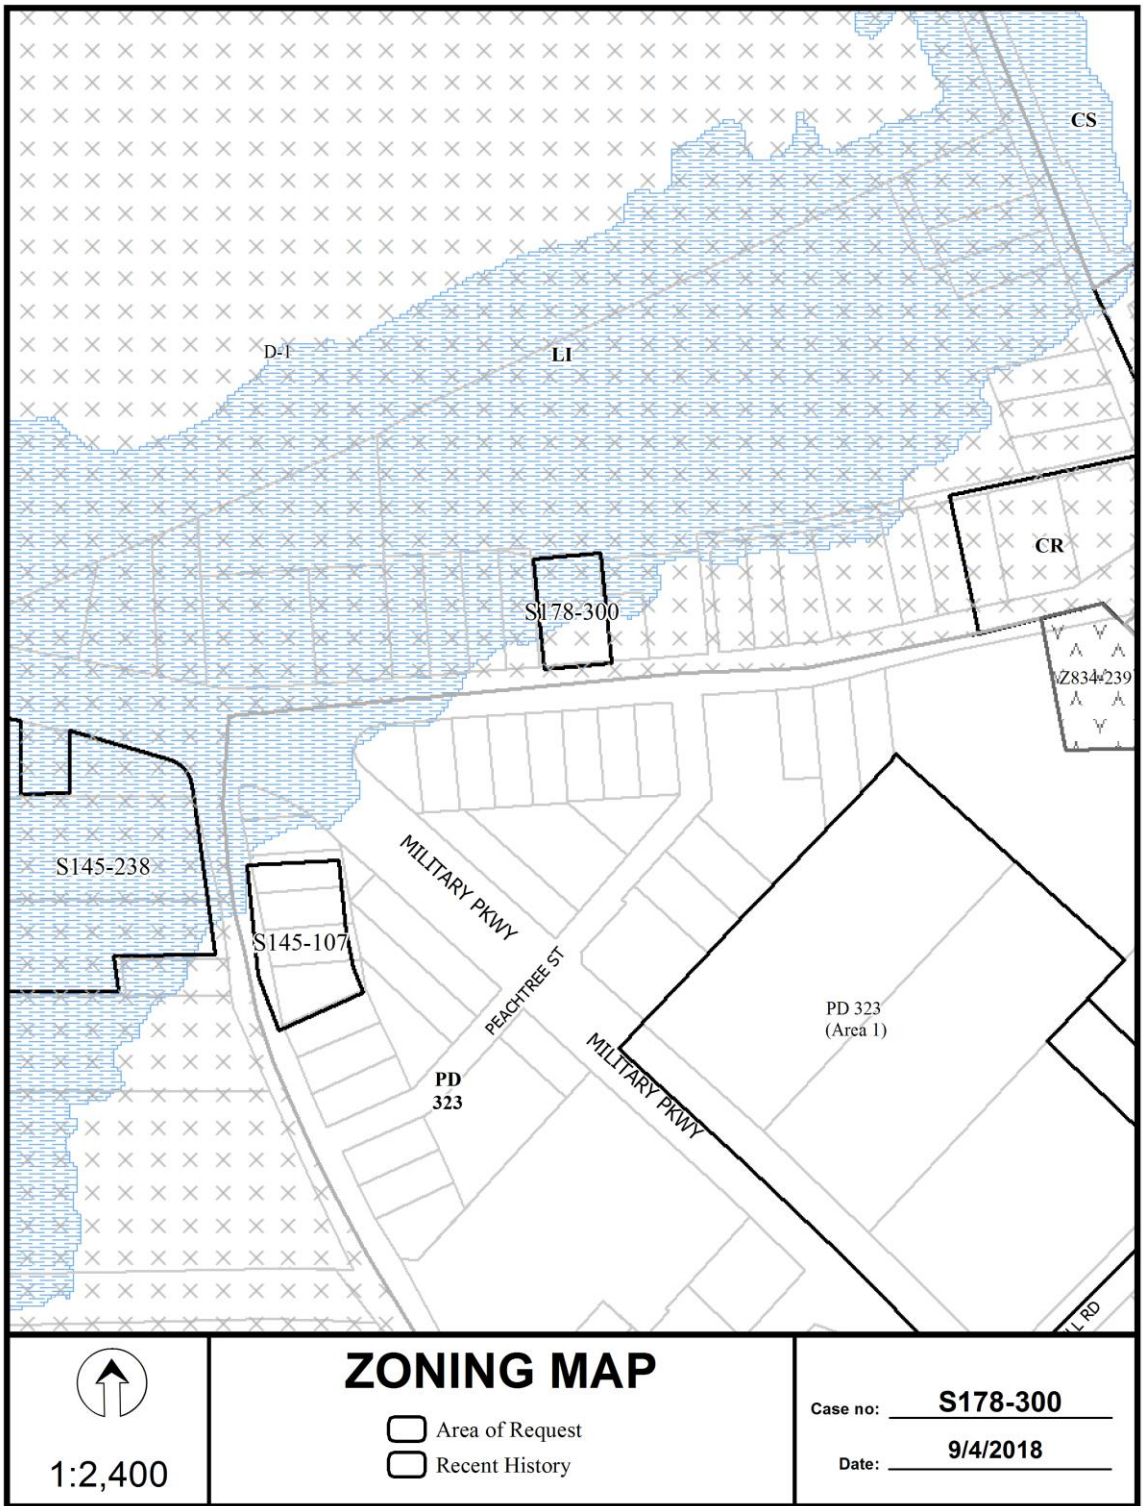 CS
D-1
LI
CR
S178-300
Z834-239
S145-238
MILITARY PKWY
S145-107
PEACHTREE ST
PD 323
(Area 1)
MILITARY PKWY
PD
323
LL RD
ZONING MAP
Area of Request
Recent History
1:2,400
Case no: S178-300
Date: 9/4/2018